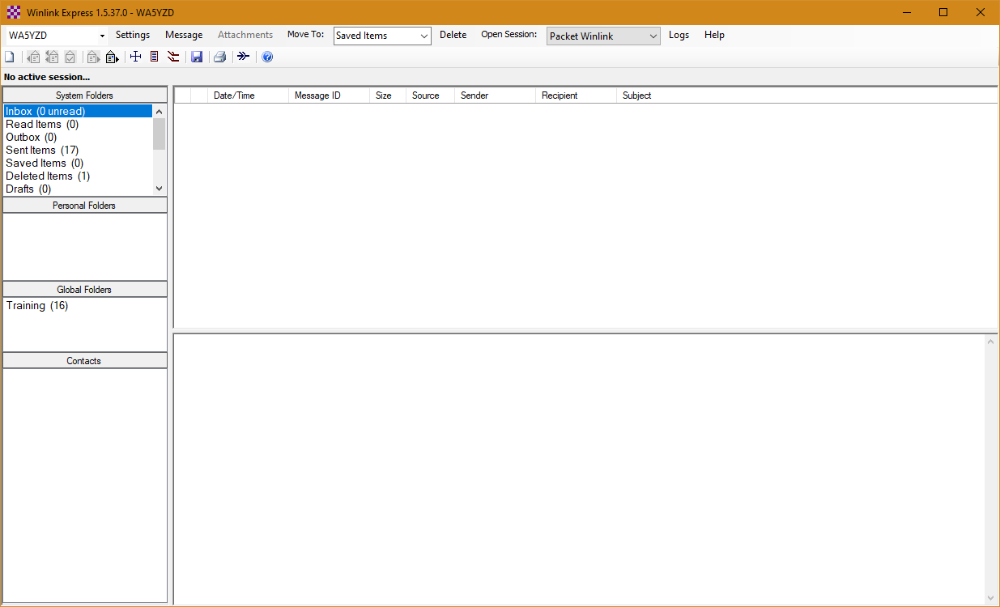 Winlink Express 1.5.37.0 - WA5YZD
WA5YZD Settings Message Attachments Move To: Saved Items Delete Open Session: Packet Winlink Logs Help
No active session...
System Folders
Inbox (0 unread)
Read Items (0)
Outbox (0)
Sent Items (17)
Saved Items (0)
Deleted Items (1)
Drafts (0)
Personal Folders
Global Folders
Training (16)
Contacts
Date/Time Message ID Size Source Sender Recipient Subject